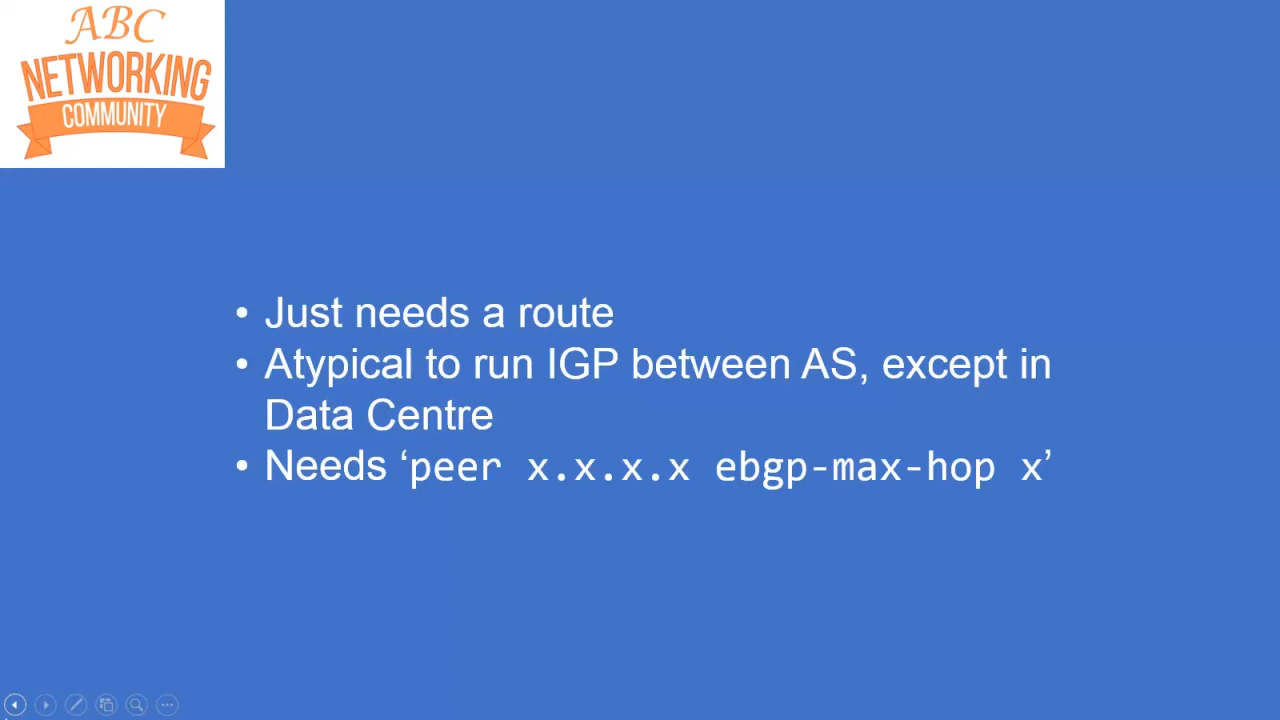 ABC
NETWORKING
COMMUNITY
• Just needs a route
• Atypical to run IGP between AS, except in
Data Centre
• Needs ‘peer x.x.x.x ebgp-max-hop x’